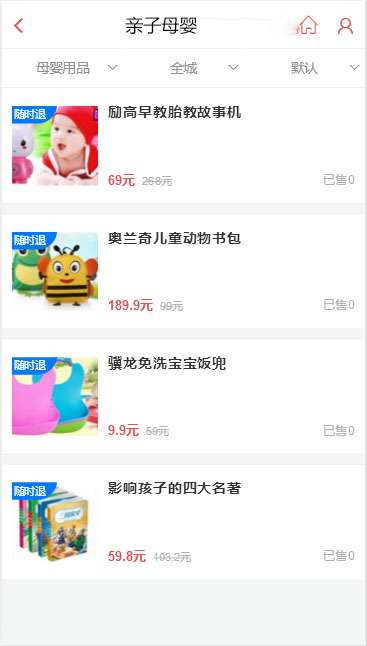 亲子母婴
母婴用品 全城 默认
随时退
励高早教胎教故事机
69元 268元 已售0
随时退
奥兰奇儿童动物书包
189.9元 99元 已售0
随时退
骥龙免洗宝宝饭兜
9.9元 59元 已售0
随时退
影响孩子的四大名著
59.8元 103.2元 已售0